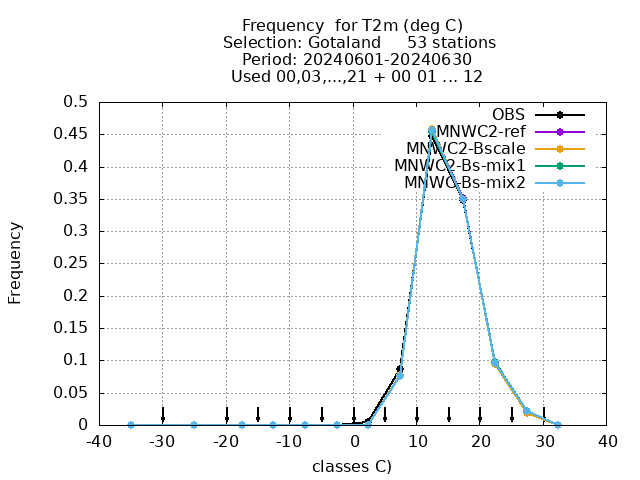 Frequency for T2m (deg C)
Selection: Gotaland 53 stations
Period: 20240601-20240630
Used 00,03,...,21 + 00 01 ... 12
OBS
MNWC2-ref
MNWC2-Bscale
MNWC2-Bs-mix1
MNWC-Bs-mix2
Frequency
0.5
0.45
0.4
0.35
0.3
0.25
0.2
0.15
0.1
0.05
0
-40 -30 -20 -10 0 10 20 30 40
classes C)